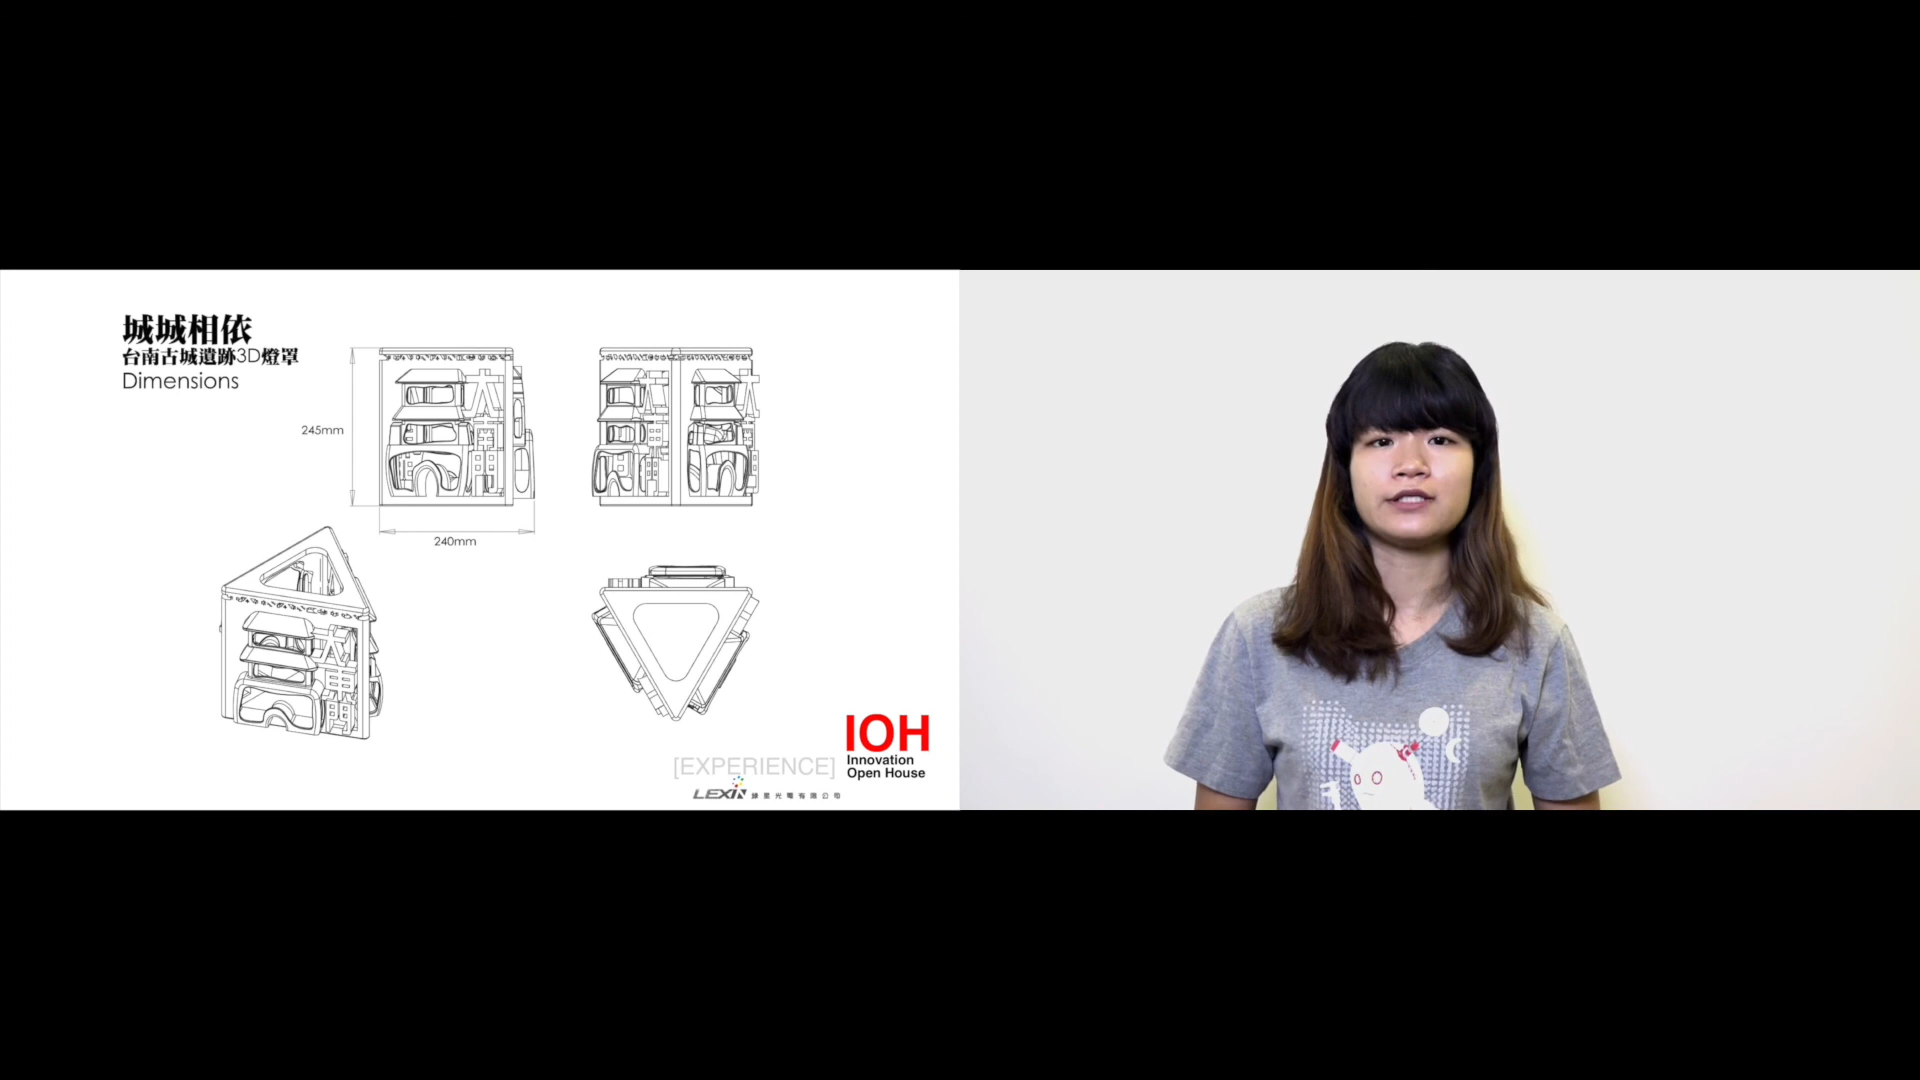 城城相依
台南古城遺跡3D燈罩
Dimensions
245mm
240mm
[EXPERIENCE]
IOH
Innovation
Open House
LEXIN